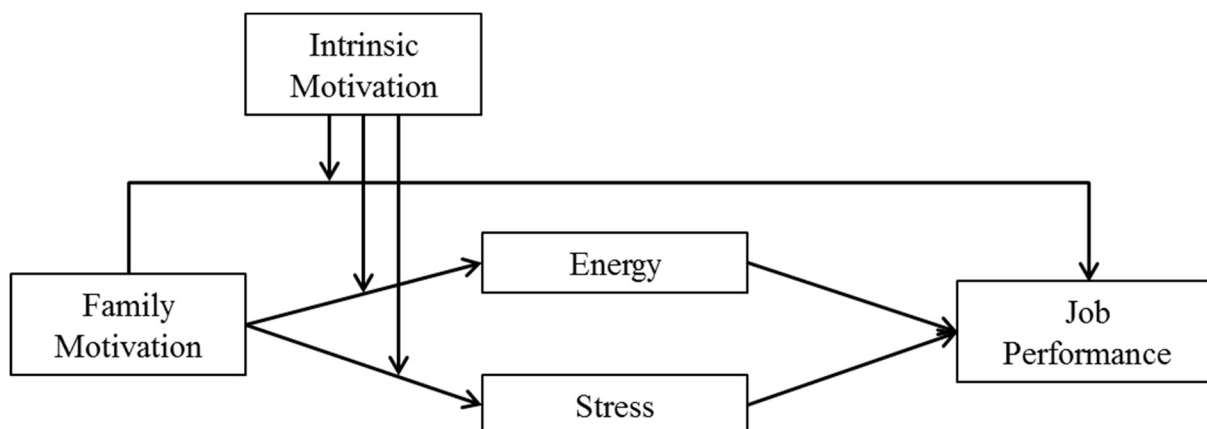 Intrinsic
Motivation
Family
Motivation
Energy
Stress
Job
Performance